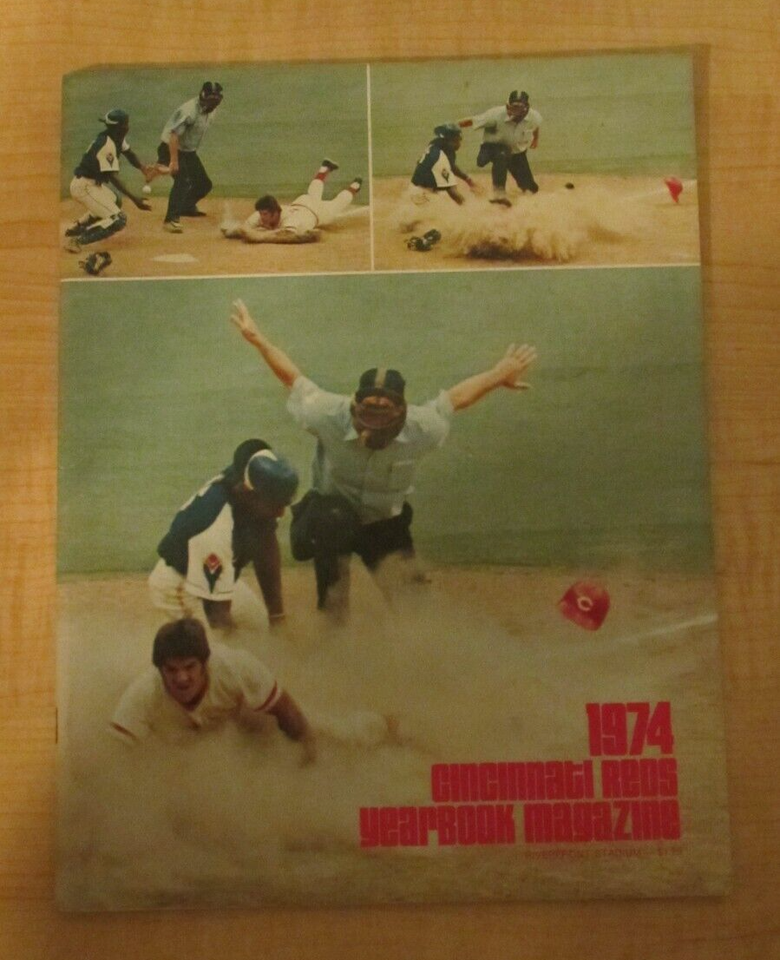 1974
cincinnati REDS
yeaRBOOK magaZine